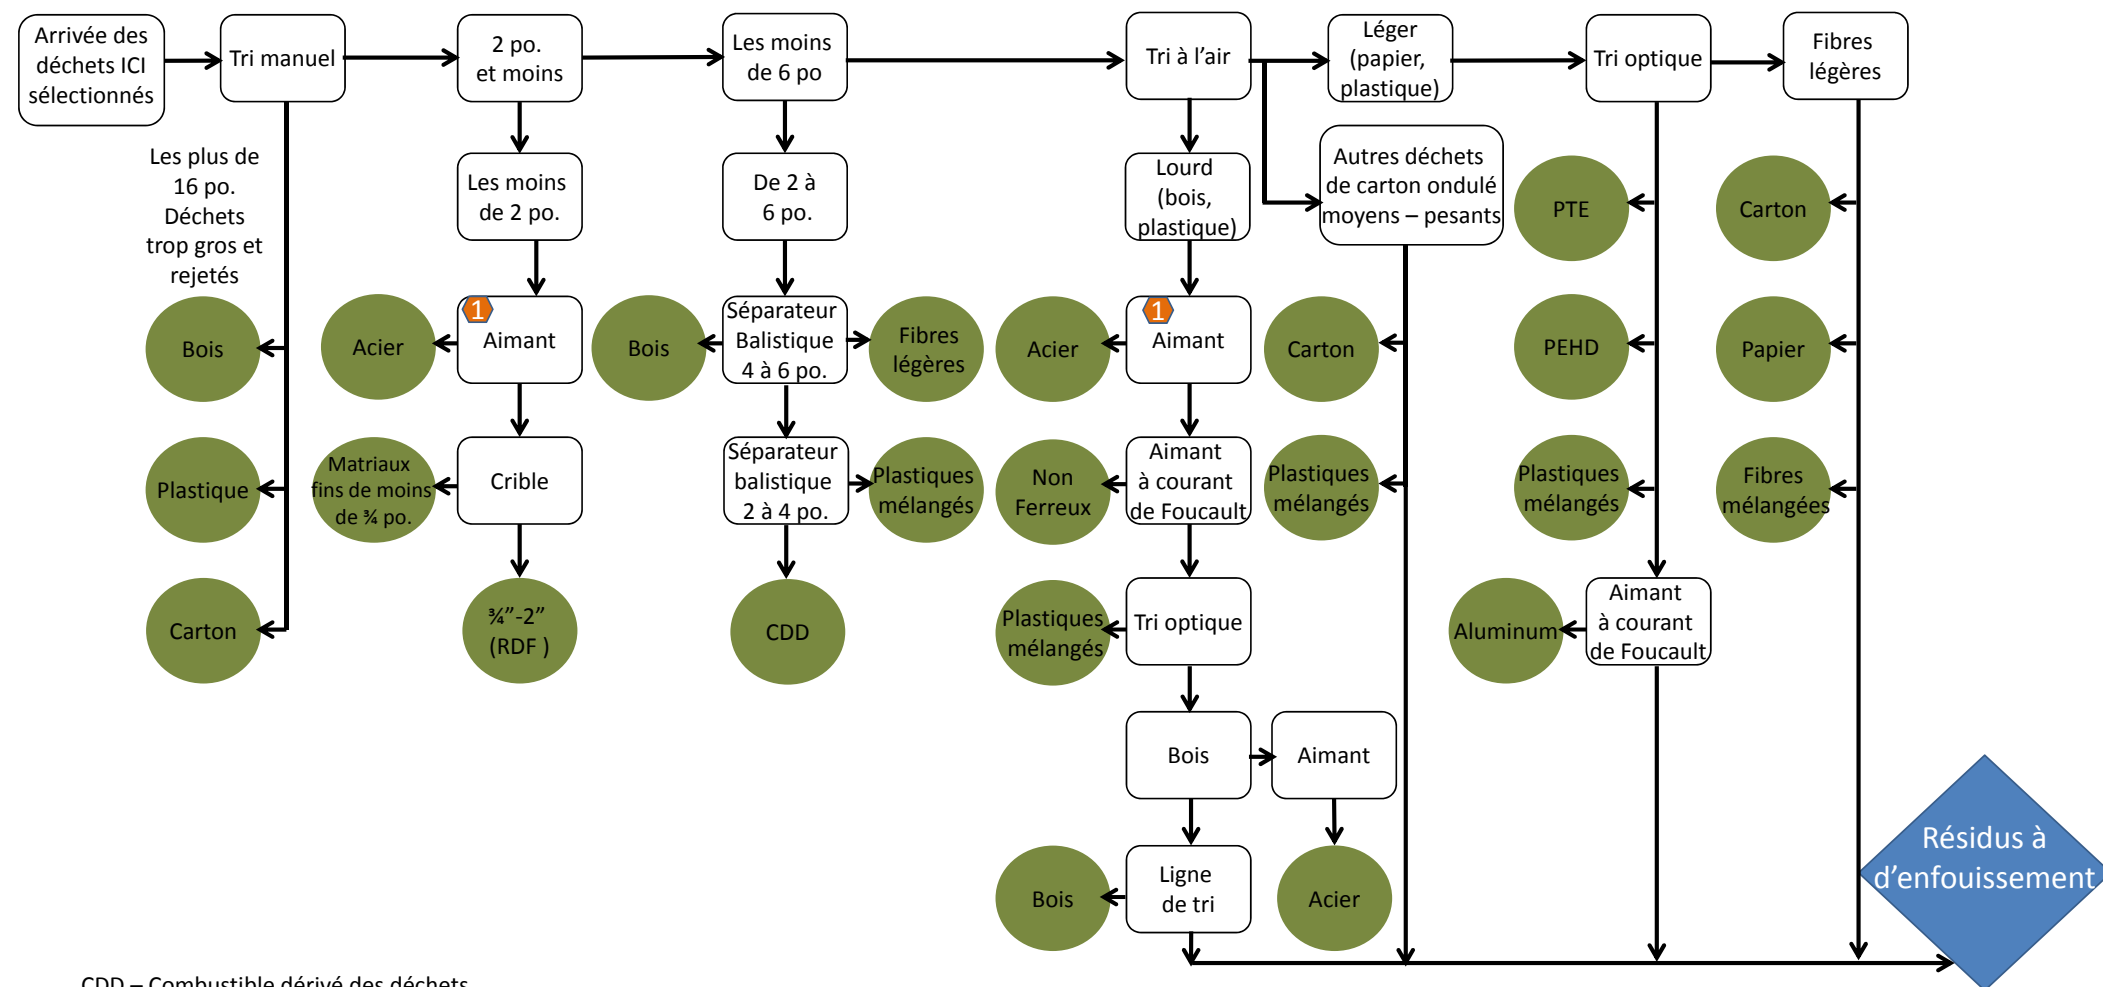 Arrivée des
déchets ICI
sélectionnés
Tri manuel
2 po.
et moins
Les moins
de 6 po
Tri à l'air
Léger
(papier,
plastique)
Tri optique
Fibres
légères
Les plus de
16 po.
Déchets
trop gros et
rejetés
Les moins
de 2 po.
De 2 à
6 po.
Lourd
(bois,
plastique)
Autres déchets
de carton ondulé
moyens – pesants
PTE
Carton
Bois
Acier
1
Aimant
Bois
Séparateur
Balistique
4 à 6 po.
Fibres
légères
Acier
1
Aimant
Carton
PEHD
Papier
Plastique
Matriaux
fins de moins
de ¾ po.
Crible
Séparateur
balistique
2 à 4 po.
Plastiques
mélangés
Non
Ferreux
Aimant
à courant
de Foucault
Plastiques
mélangés
Plastiques
mélangés
Fibres
mélangées
Carton
¾”-2”
(RDF )
CDD
Plastiques
mélangés
Tri optique
Aluminum
Aimant
à courant
de Foucault
Bois
Aimant
Bois
Ligne
de tri
Acier
Résidus à
d'enfouissement
CDD – Combustible dérivé des déchets